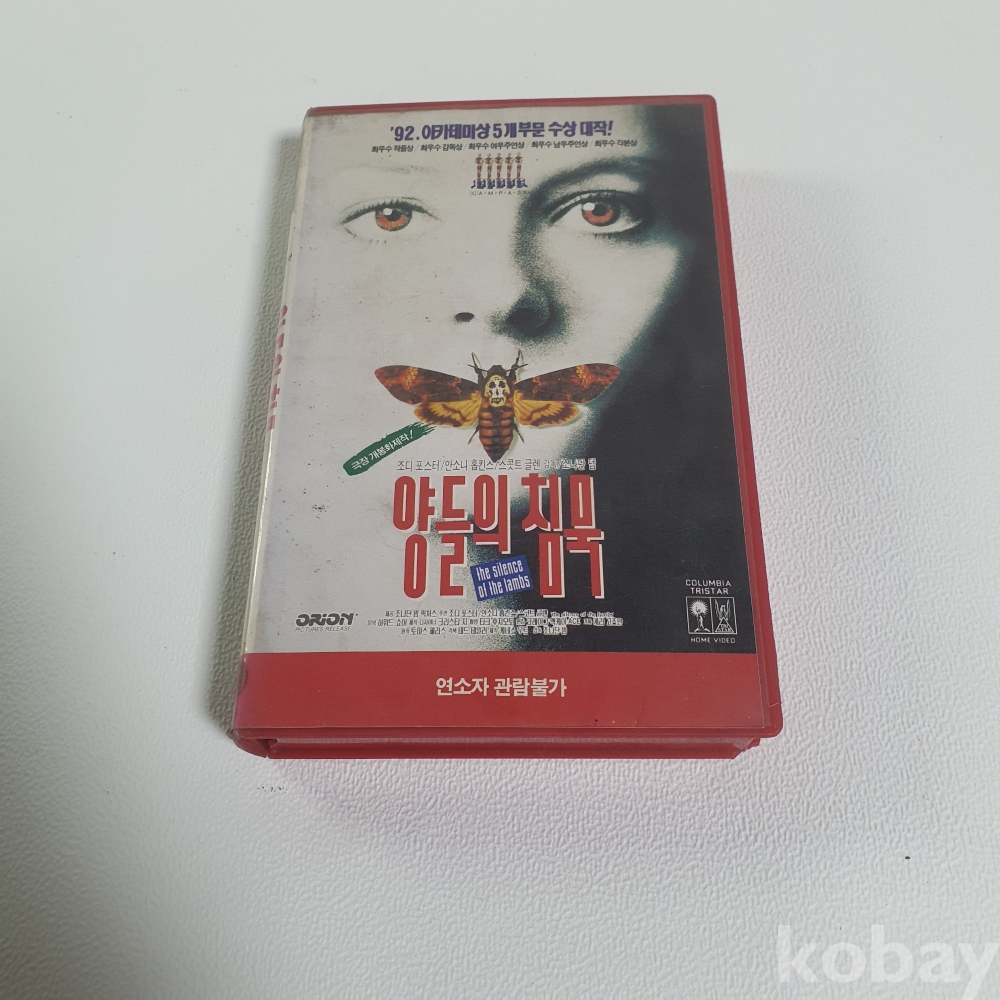 '92. 아카데미상 5개부문 수상 대작!
최우수 작품상 / 최우수 감독상 / 최우수 여우주연상 / 최우수 남우주연상 / 최우수 각본상
극장 개봉화제작!
조디 포스터/안소니 홉킨스/스콧트 글렌
양들의 침묵
the silence
of the lambs
ORION
PICTURES RELEASE
COLUMBIA
TRISTAR
HOME VIDEO
연소자 관람불가
kobay